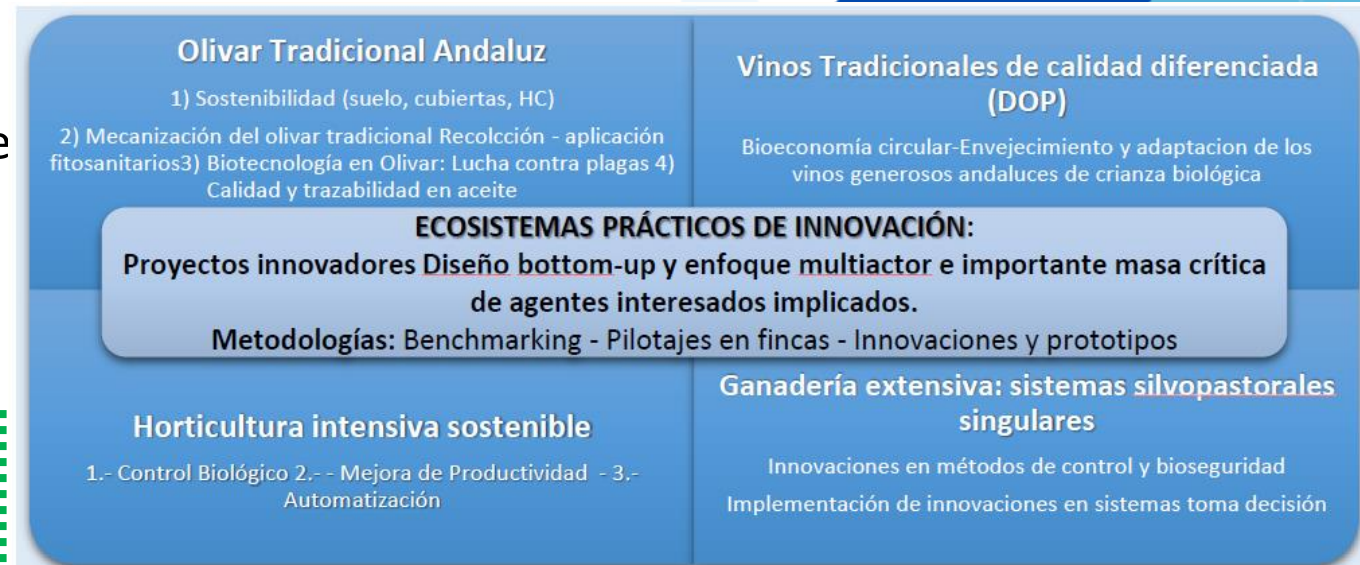 e
Olivar Tradicional Andaluz
1) Sostenibilidad (suelo, cubiertas, HC)
2) Mecanización del olivar tradicional Recolcción - aplicación
fitosanitarios3) Biotecnología en Olivar: Lucha contra plagas 4)
Calidad y trazabilidad en aceite
Vinos Tradicionales de calidad diferenciada
(DOP)
Bioeconomía circular-Envejecimiento y adaptacion de los
vinos generosos andaluces de crianza biológica
ECOSISTEMAS PRÁCTICOS DE INNOVACIÓN:
Proyectos innovadores Diseño bottom-up y enfoque multiactor e importante masa crítica
de agentes interesados implicados.
Metodologías: Benchmarking - Pilotajes en fincas - Innovaciones y prototipos
Horticultura intensiva sostenible
1.- Control Biológico 2.- - Mejora de Productividad - 3.-
Automatización
Ganadería extensiva: sistemas silvopastorales
singulares
Innovaciones en métodos de control y bioseguridad
Implementación de innovaciones en sistemas toma decisión